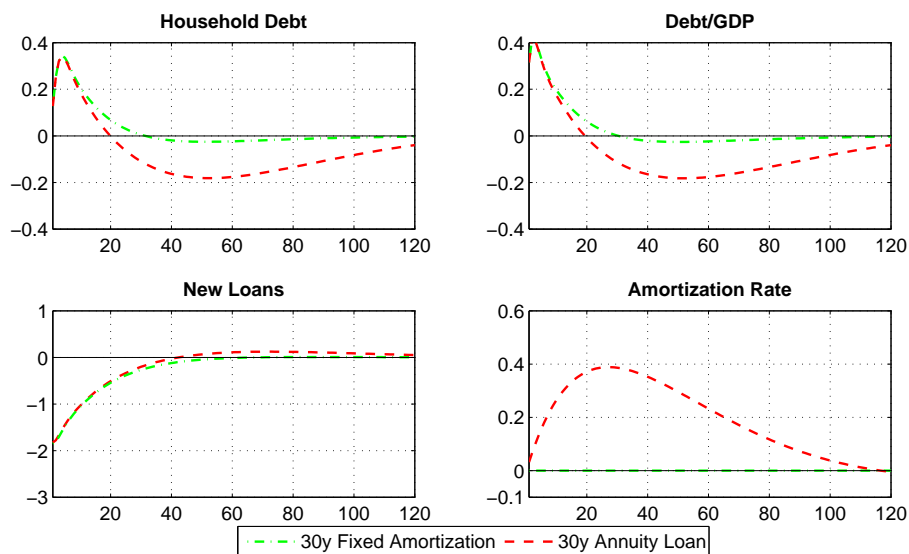 Household Debt
Debt/GDP
0.4
0.2
0
−0.2
−0.4
20 40 60 80 100 120
0.4
0.2
0
−0.2
−0.4
20 40 60 80 100 120
New Loans
Amortization Rate
1
0
−1
−2
−3
20 40 60 80 100 120
0.6
0.4
0.2
0
−0.1
20 40 60 80 100 120
30y Fixed Amortization 30y Annuity Loan